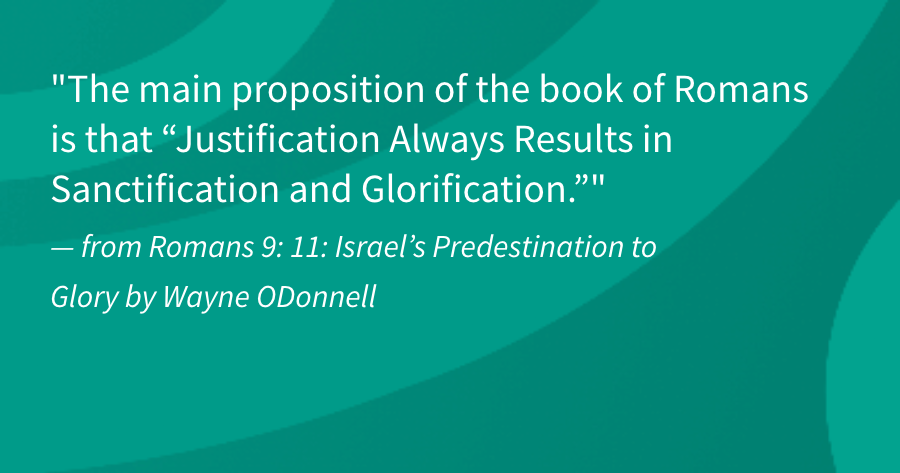 "The main proposition of the book of Romans
is that “Justification Always Results in
Sanctification and Glorification.”"
— from Romans 9: 11: Israel’s Predestination to
Glory by Wayne ODonnell